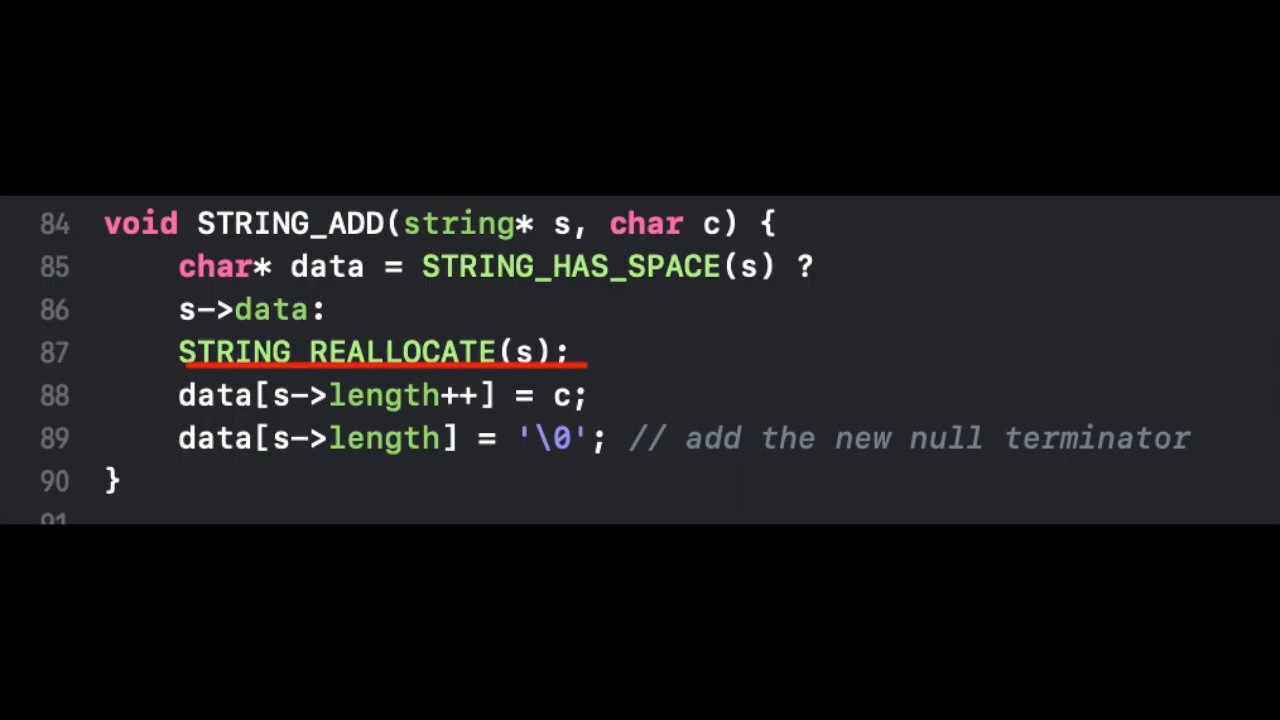 84 void STRING_ADD(string* s, char c) {
85 char* data = STRING_HAS_SPACE(s) ?
86 s->data:
87 STRING_REALLOCATE(s);
88 data[s->length++] = c;
89 data[s->length] = '\0'; // add the new null terminator
90 }
91